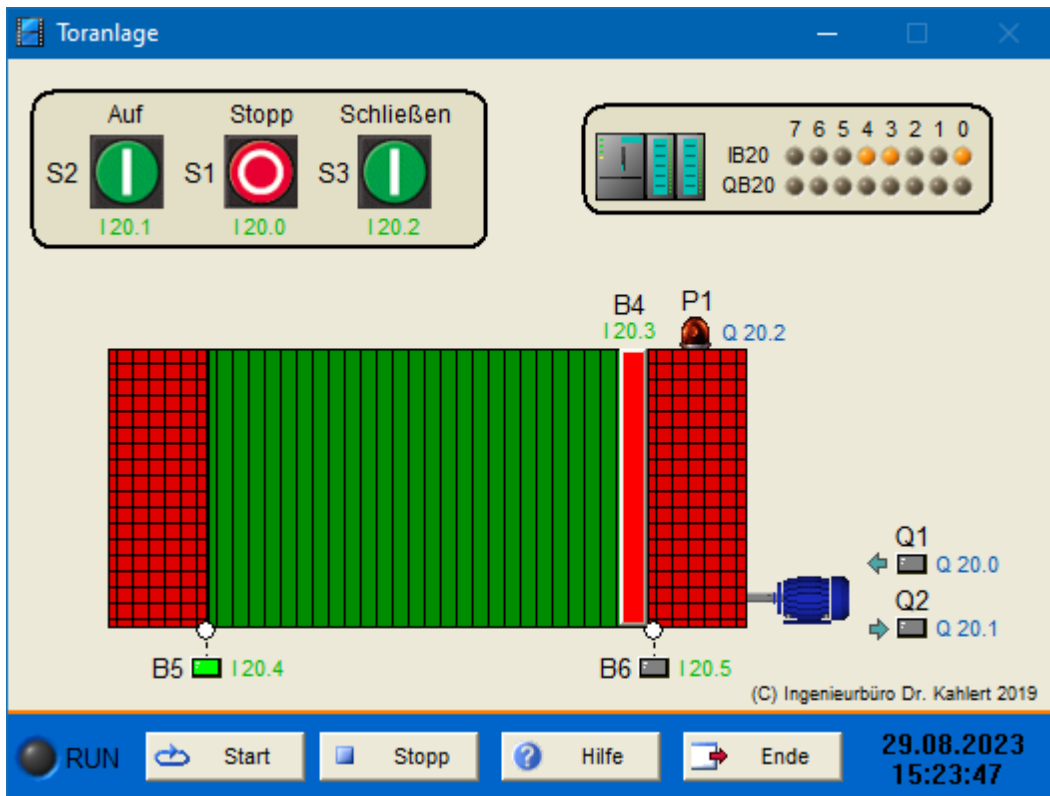 Toranlage
Auf Stopp Schließen
S2 S1 S3
I 20.1 I 20.0 I 20.2
7 6 5 4 3 2 1 0
IB20
QB20
B4 P1
I 20.3 Q 20.2
Q1
Q 20.0
Q2
Q 20.1
B5 I 20.4 B6 I 20.5
(C) Ingenieurbüro Dr. Kahlert 2019
RUN Start Stopp Hilfe Ende 29.08.2023
15:23:47